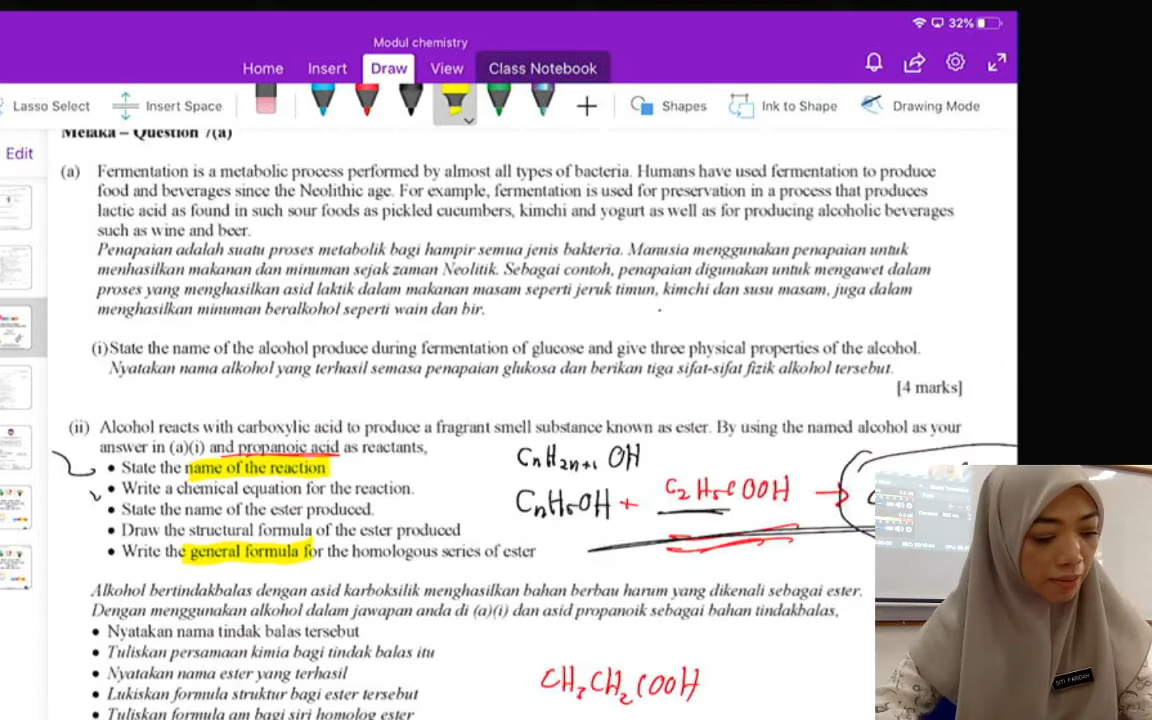 32%
Modul chemistry
Home Insert Draw View Class Notebook
Lasso Select Insert Space Shapes Ink to Shape Drawing Mode
Edit
Melaka – Question 7(a)
(a) Fermentation is a metabolic process performed by almost all types of bacteria. Humans have used fermentation to produce
food and beverages since the Neolithic age. For example, fermentation is used for preservation in a process that produces
lactic acid as found in such sour foods as pickled cucumbers, kimchi and yogurt as well as for producing alcoholic beverages
such as wine and beer.
Penapaian adalah suatu proses metabolik bagi hampir semua jenis bakteria. Manusia menggunakan penapaian untuk
menhasilkan makanan dan minuman sejak zaman Neolitik. Sebagai contoh, penapaian digunakan untuk mengawet dalam
proses yang menghasilkan asid laktik dalam makanan masam seperti jeruk timun, kimchi dan susu masam, juga dalam
menghasilkan minuman beralkohol seperti wain dan bir.
(i)State the name of the alcohol produce during fermentation of glucose and give three physical properties of the alcohol.
Nyatakan nama alkohol yang terhasil semasa penapaian glukosa dan berikan tiga sifat-sifat fizik alkohol tersebut.
[4 marks]
(ii) Alcohol reacts with carboxylic acid to produce a fragrant smell substance known as ester. By using the named alcohol as your
answer in (a)(i) and propanoic acid as reactants,
• State the name of the reaction
• Write a chemical equation for the reaction.
• State the name of the ester produced.
• Draw the structural formula of the ester produced
• Write the general formula for the homologous series of ester
CnH2n+1 OH
CnH5OH + C2H5COOH →
Alkohol bertindakbalas dengan asid karboksilik menghasilkan bahan berbau harum yang dikenali sebagai ester.
Dengan menggunakan alkohol dalam jawapan anda di (a)(i) dan asid propanoik sebagai bahan tindakbalas,
• Nyatakan nama tindak balas tersebut
• Tuliskan persamaan kimia bagi tindak balas itu
• Nyatakan nama ester yang terhasil
• Lukiskan formula struktur bagi ester tersebut
• Tuliskan formula am bagi siri homolog ester
CH3CH2COOH
SITI FARIDAH